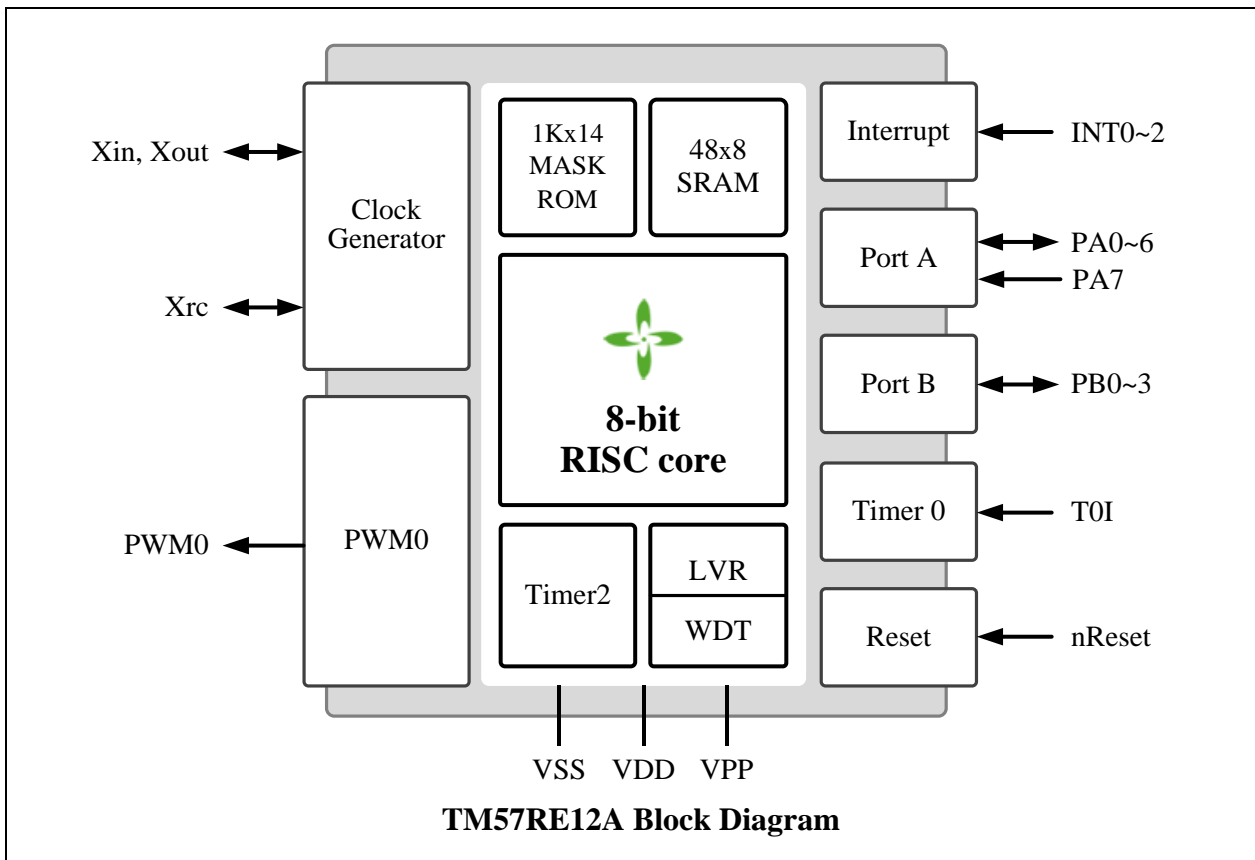 Xin, Xout
Xrc
PWM0
Clock
Generator
PWM0
1Kx14
MASK
ROM
48x8
SRAM
8-bit
RISC core
Timer2
LVR
WDT
Interrupt
Port A
Port B
Timer 0
Reset
INT0~2
PA0~6
PA7
PB0~3
T0I
nReset
VSS
VDD
VPP
TM57RE12A Block Diagram